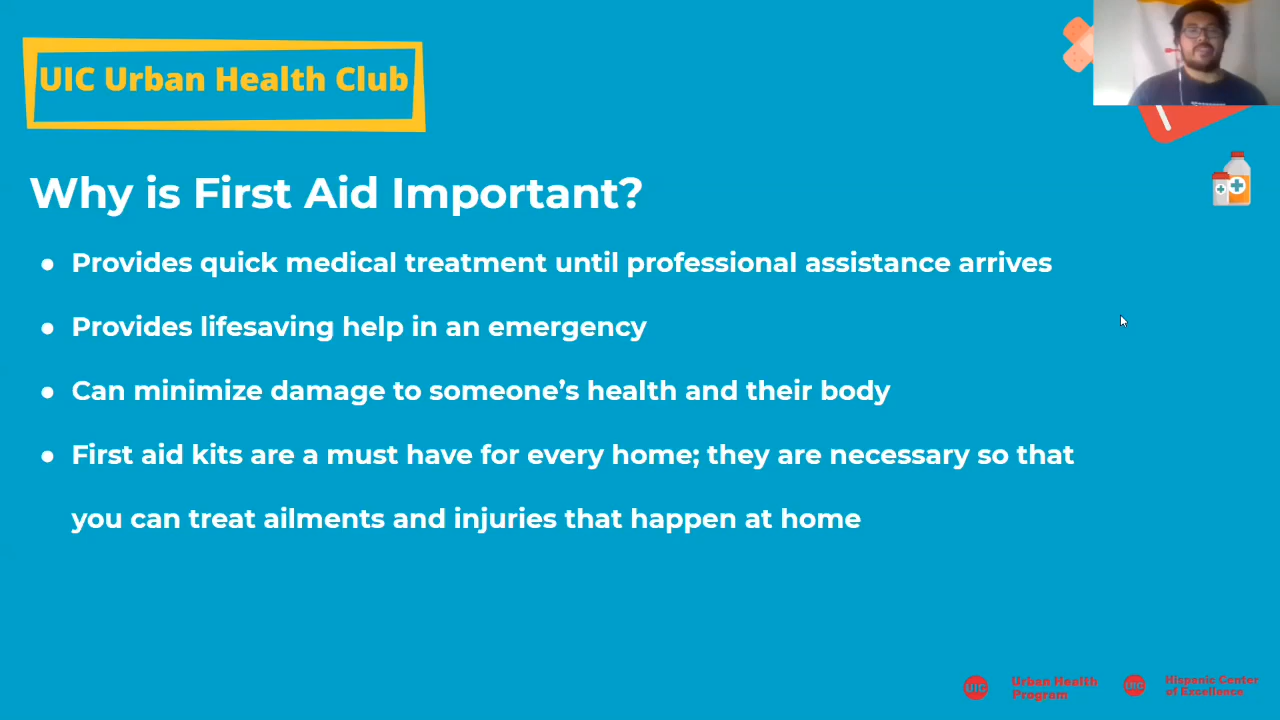 UIC Urban Health Club
Why is First Aid Important?
● Provides quick medical treatment until professional assistance arrives
● Provides lifesaving help in an emergency
● Can minimize damage to someone’s health and their body
● First aid kits are a must have for every home; they are necessary so that
you can treat ailments and injuries that happen at home
UIC
Urban Health
Program
UIC
Hispanic Center
of Excellence